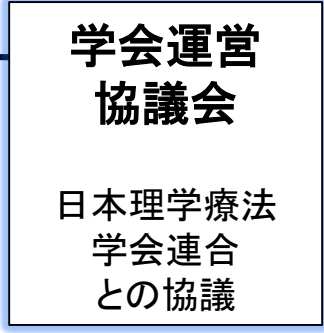 学会運営
協議会
日本理学療法
学会連合
との協議